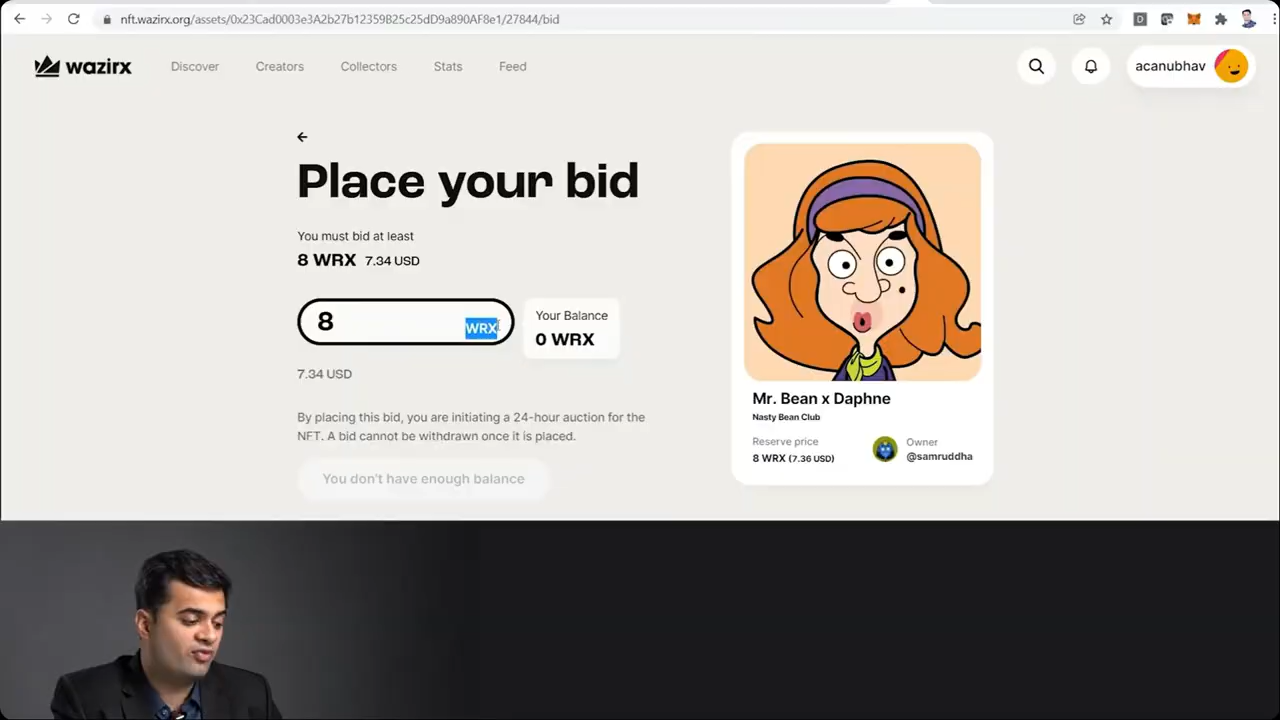 nft.wazirx.org/assets/0x23Cad0003e3A2b27b12359B25c25dD9a890AF8e1/27844/bid
D
wazirx
Discover
Creators
Collectors
Stats
Feed
acanubhav
Place your bid
You must bid at least
8 WRX 7.34 USD
8 WRX
Your Balance
0 WRX
7.34 USD
By placing this bid, you are initiating a 24-hour auction for the
NFT. A bid cannot be withdrawn once it is placed.
You don't have enough balance
Mr. Bean x Daphne
Nasty Bean Club
Reserve price
8 WRX (7.36 USD)
Owner
@samruddha